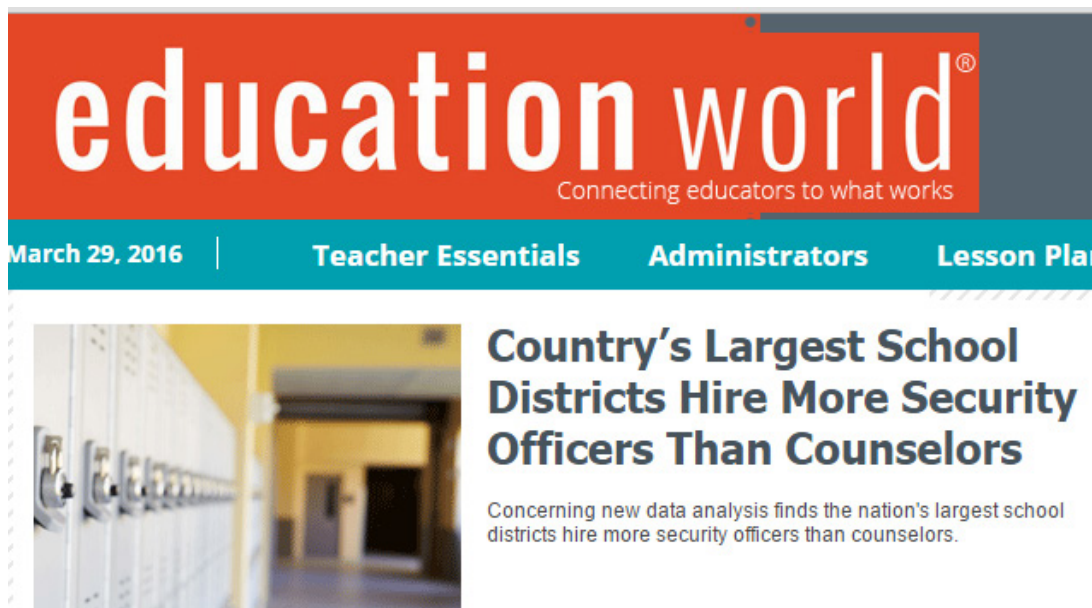 education world®
Connecting educators to what works
March 29, 2016
Teacher Essentials
Administrators
Lesson
Country’s Largest School
Districts Hire More Security
Officers Than Counselors
Concerning new data analysis finds the nation's largest school
districts hire more security officers than counselors.